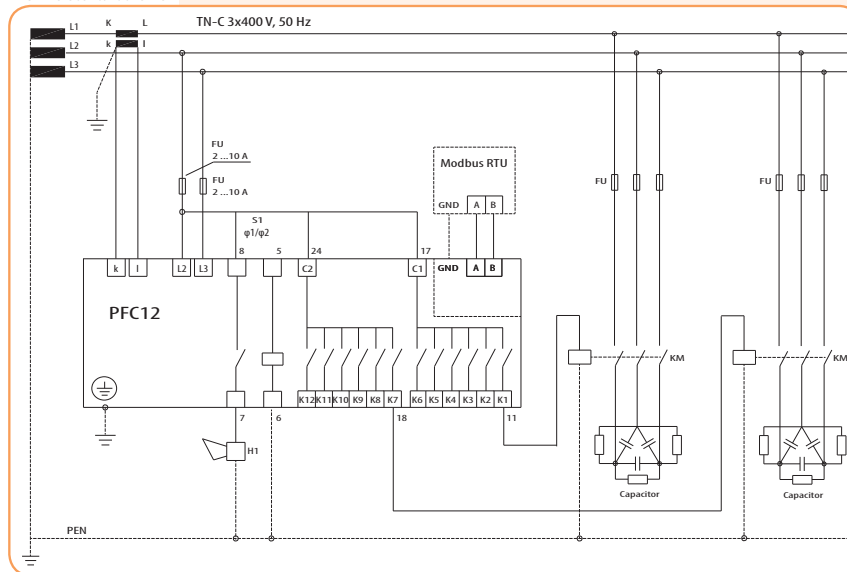 L1 K L TN-C 3x400 V, 50 Hz
L2 k l
L3
FU
2 ...10 A
FU
2 ...10 A
Modbus RTU
GND A B
FU
FU
S1
φ1/φ2
8 5 24 17
k l L2 L3 C2 C1 GND A B
PFC12
KM
KM
K12 K11 K10 K9 K8 K7 K6 K5 K4 K3 K2 K1
7 6 18 11
H1
Capacitor
Capacitor
PEN